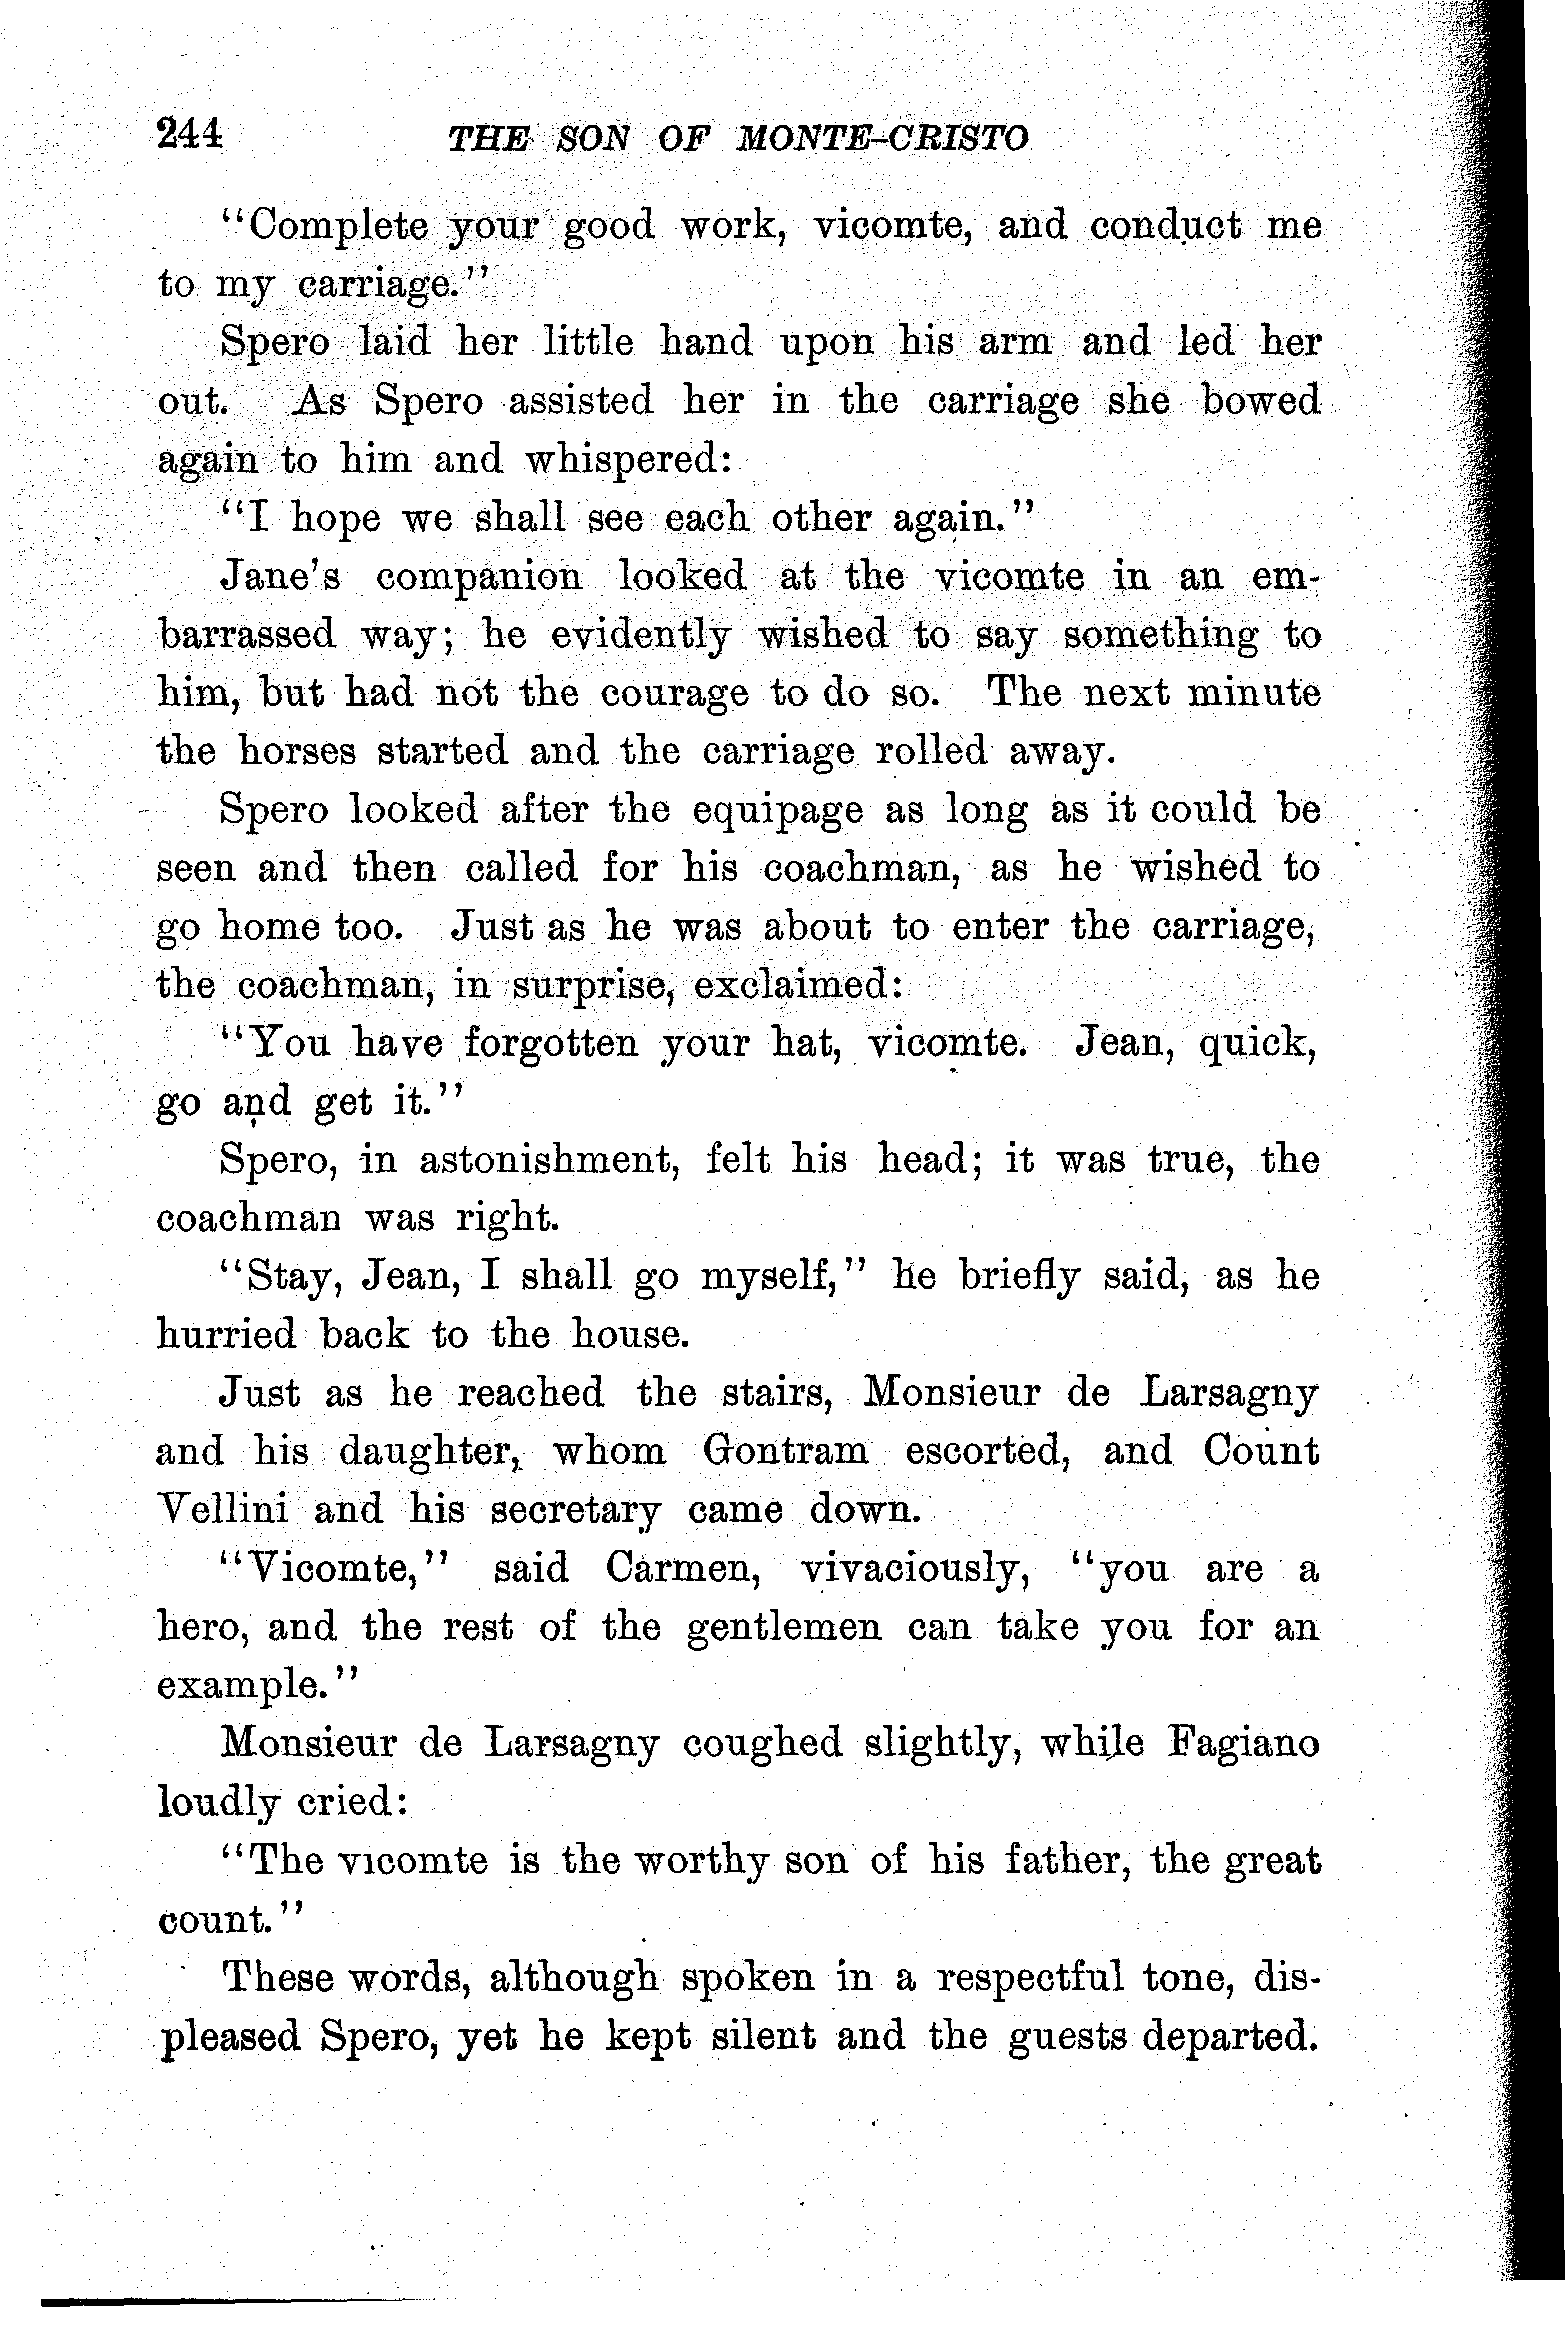 244 THE SON OF MONTE-CRISTO
"Complete your good work, vicomte, and conduct me
to my carriage."
Spero laid her little hand upon his arm and led her
out. As Spero assisted her in the carriage she bowed
again to him and whispered:
"I hope we shall see each other again."
Jane's companion looked at the vicomte in an em-
barrassed way; he evidently wished to say something to
him, but had not the courage to do so. The next minute
the horses started and the carriage rolled away.
Spero looked after the equipage as long as it could be
seen and then called for his coachman, as he wished to
go home too. Just as he was about to enter the carriage,
the coachman, in surprise, exclaimed:
"You have forgotten your hat, vicomte. Jean, quick,
go and get it."
Spero, in astonishment, felt his head; it was true, the
coachman was right.
"Stay, Jean, I shall go myself," he briefly said, as he
hurried back to the house.
Just as he reached the stairs, Monsieur de Larsagny
and his daughter, whom Gontram escorted, and Count
Vellini and his secretary came down.
"Vicomte," said Carmen, vivaciously, "you are a
hero, and the rest of the gentlemen can take you for an
example."
Monsieur de Larsagny coughed slightly, while Fagiano
loudly cried:
"The vicomte is the worthy son of his father, the great
count."
These words, although spoken in a respectful tone, dis-
pleased Spero, yet he kept silent and the guests departed.